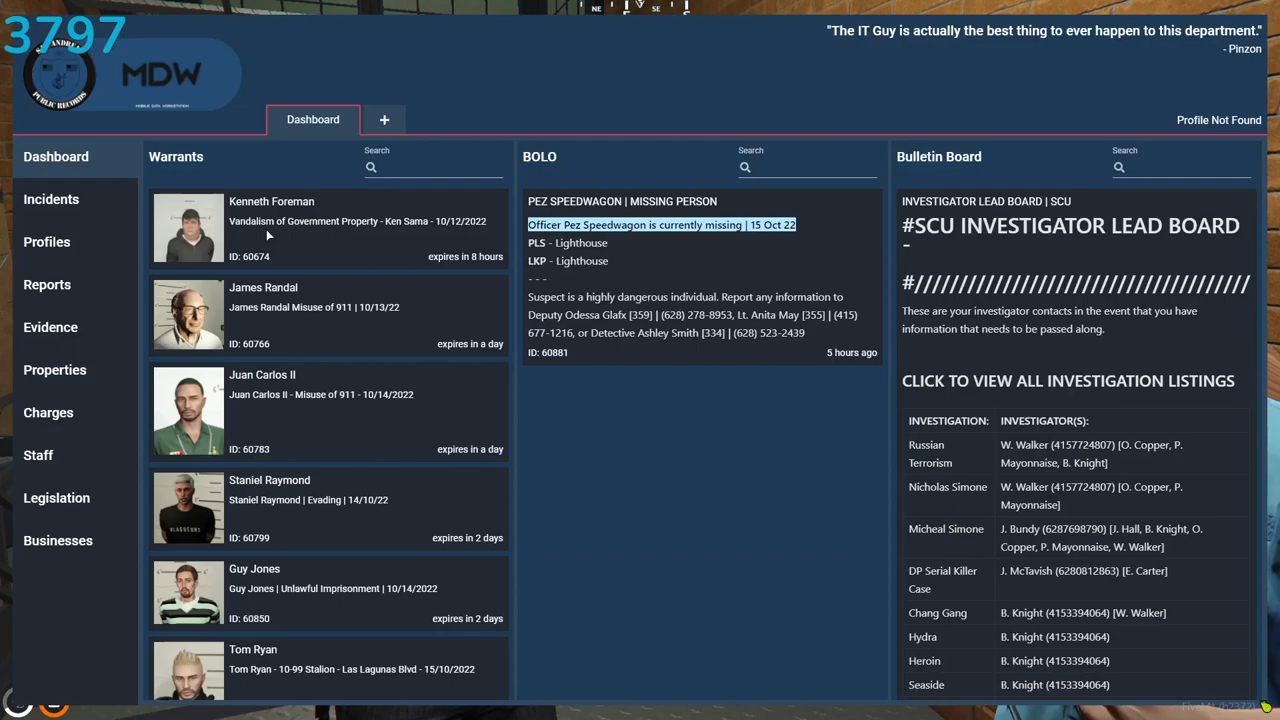 NE
SE
3797
SAN ANDREAS
PUBLIC RECORDS
MDW
MOBILE DATA WORKSTATION
"The IT Guy is actually the best thing to ever happen to this department."
- Pinzon
Dashboard
+
Profile Not Found
Dashboard
Incidents
Profiles
Reports
Evidence
Properties
Charges
Staff
Legislation
Businesses
Warrants
Search
Kenneth Foreman
Vandalism of Government Property - Ken Sama - 10/12/2022
ID: 60674
expires in 8 hours
James Randal
James Randal Misuse of 911 | 10/13/22
ID: 60766
expires in a day
Juan Carlos II
Juan Carlos II - Misuse of 911 - 10/14/2022
ID: 60783
expires in a day
Staniel Raymond
Staniel Raymond | Evading | 14/10/22
ID: 60799
expires in 2 days
Guy Jones
Guy Jones | Unlawful Imprisonment | 10/14/2022
ID: 60850
expires in 2 days
Tom Ryan
Tom Ryan - 10-99 Stalion - Las Lagunas Blvd - 15/10/2022
BOLO
Search
PEZ SPEEDWAGON | MISSING PERSON
Officer Pez Speedwagon is currently missing | 15 Oct 22
PLS - Lighthouse
LKP - Lighthouse
- - -
Suspect is a highly dangerous individual. Report any information to
Deputy Odessa Glafx [359] | (628) 278-8953, Lt. Anita May [355] | (415)
677-1216, or Detective Ashley Smith [334] | (628) 523-2439
ID: 60881
5 hours ago
Bulletin Board
Search
INVESTIGATOR LEAD BOARD | SCU
#SCU INVESTIGATOR LEAD BOARD
-
#////////////////////////////////////
These are your investigator contacts in the event that you have
information that needs to be passed along.
CLICK TO VIEW ALL INVESTIGATION LISTINGS
INVESTIGATION: INVESTIGATOR(S):
Russian
Terrorism
W. Walker (4157724807) [O. Copper, P.
Mayonnaise, B. Knight]
Nicholas Simone
W. Walker (4157724807) [O. Copper, P.
Mayonnaise]
Micheal Simone
J. Bundy (6287698790) [J. Hall, B. Knight, O.
Copper, P. Mayonnaise, W. Walker]
DP Serial Killer
Case
J. McTavish (6280812863) [E. Carter]
Chang Gang
B. Knight (4153394064) [W. Walker]
Hydra
B. Knight (4153394064)
Heroin
B. Knight (4153394064)
Seaside
B. Knight (4153394064)